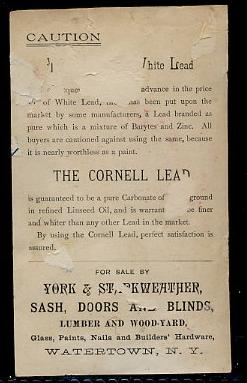 CAUTION
White Lead
advance in the price
of White Lead, has been put upon the
market by some manufacturers, a Lead branded as
pure which is a mixture of Barytes and Zinc. All
buyers are cautioned against using the same, because
it is nearly worthless as a paint.
THE CORNELL LEAD
is guaranteed to be a pure Carbonate of ground
in refined Linseed Oil, and is finer
and whiter than any other Lead in the market.
By using the Cornell Lead, perfect satisfaction is
assured.
FOR SALE BY
YORK &
SASH, DOORS AND BLINDS,
LUMBER AND WOOD-YARD,
Glass, Paints, Nails and Builders' Hardware,
WATERTOWN, N. Y.